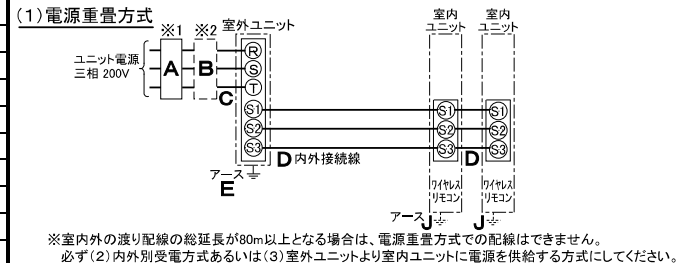 (1)電源重畳方式
※1 ※2 室外ユニット 室内ユニット 室内ユニット
ユニット電源
三相 200V
A B C
R
S
T
S1 S1 S1
S2 S2 S2
S3 S3 S3
D 内外接続線 D
アース
E
ワイヤレスリモコン ワイヤレスリモコン
アース J J
※室内外の渡り配線の総延長が80m以上となる場合は、電源重畳方式での配線はできません。
必ず(2)内外別受電方式あるいは(3)室外ユニットより室内ユニットに電源を供給する方式にしてください。